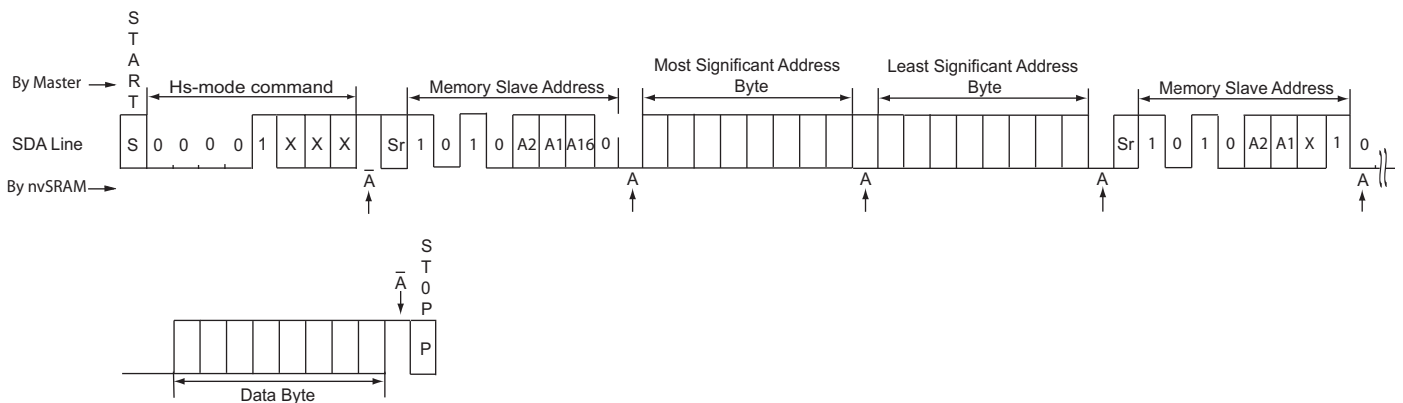 START
By Master
Hs-mode command
Memory Slave Address
Most Significant Address Byte
Least Significant Address Byte
Memory Slave Address
SDA Line
S 0 0 0 0 1 X X X Sr 1 0 1 0 A2 A1 A16 0 Sr 1 0 1 0 A2 A1 X 1 0
By nvSRAM
A̅ A A A A
ST0P
A̅
P
Data Byte